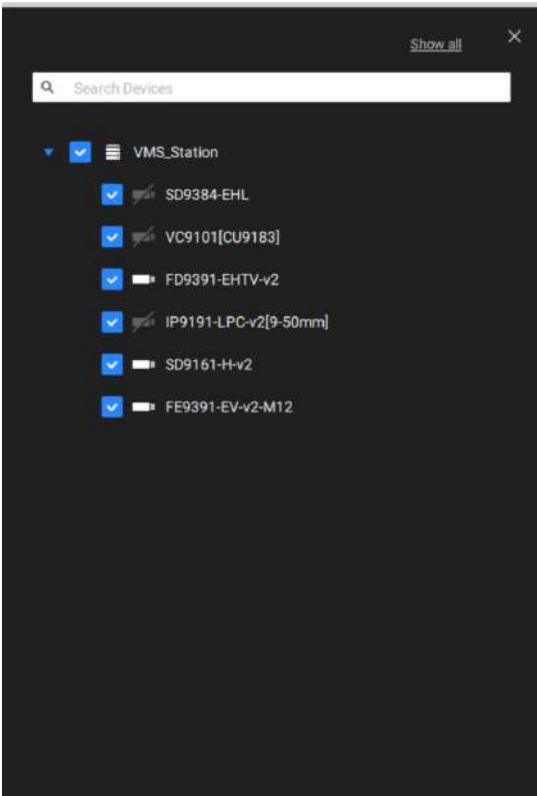 Show all
Search Devices
VMS_Station
SD9384-EHL
VC9101[CU9183]
FD9391-EHTV-v2
IP9191-LPC-v2[9-50mm]
SD9161-H-v2
FE9391-EV-v2-M12